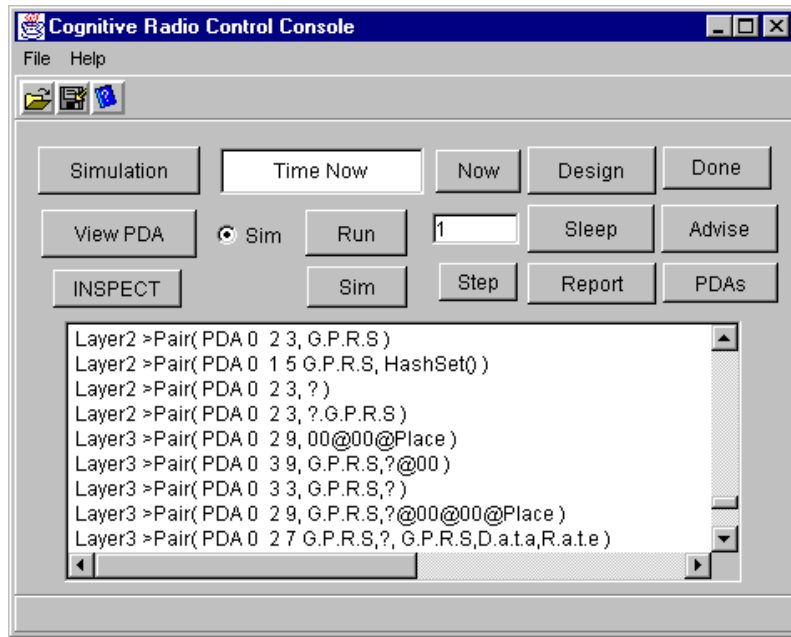 Cognitive Radio Control Console
File Help
Simulation Time Now Now Design Done
View PDA Sim Run 1 Sleep Advise
INSPECT Sim Step Report PDAs
Layer2 >Pair( PDA 0 2 3, G.P.R.S )
Layer2 >Pair( PDA 0 1 5 G.P.R.S, HashSet() )
Layer2 >Pair( PDA 0 2 3, ? )
Layer2 >Pair( PDA 0 2 3, ?.G.P.R.S )
Layer3 >Pair( PDA 0 2 9, 00@00@Place )
Layer3 >Pair( PDA 0 3 9, G.P.R.S,?@00 )
Layer3 >Pair( PDA 0 3 3, G.P.R.S,? )
Layer3 >Pair( PDA 0 2 9, G.P.R.S,?@00@00@Place )
Layer3 >Pair( PDA 0 2 7 G.P.R.S,?, G.P.R.S,D.a.t.a,R.a.t.e )